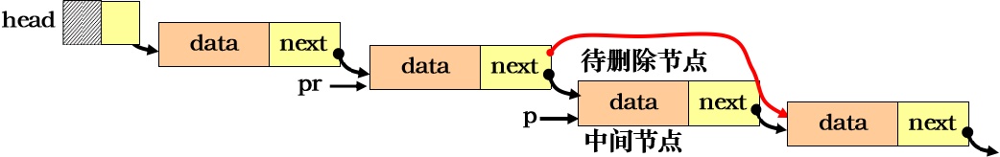 head
data next
data next
pr
待删除节点
data next
p
中间节点
data next